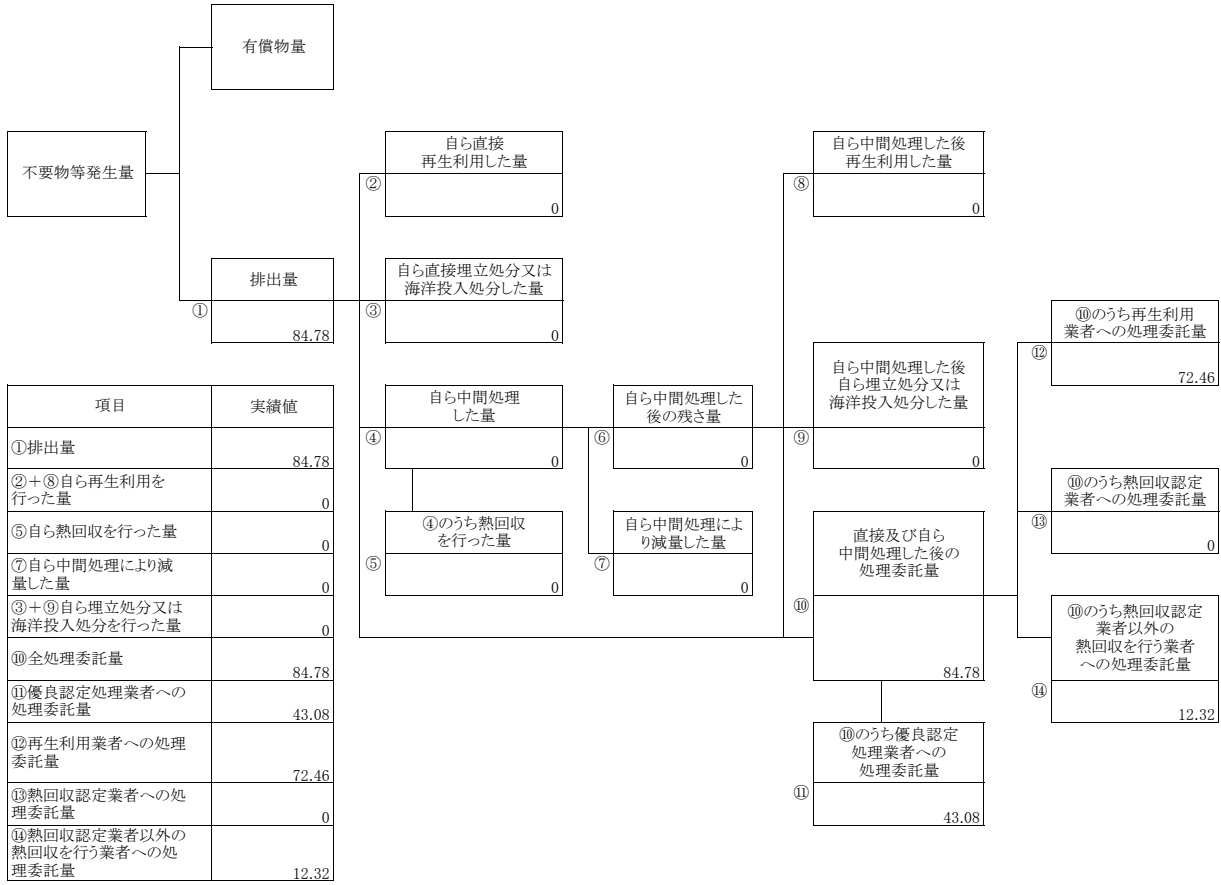 有償物量
不要物等発生量
自ら直接
再生利用した量
②
0
自ら中間処理した後
再生利用した量
⑧
0
排出量
①
84.78
自ら直接埋立処分又は
海洋投入処分した量
③
0
⑩のうち再生利用
業者への処理委託量
⑫
72.46
自ら中間処理
した量
④
0
自ら中間処理した
後の残さ量
⑥
0
自ら中間処理した後
自ら埋立処分又は
海洋投入処分した量
⑨
0
⑩のうち熱回収認定
業者への処理委託量
⑬
0
④のうち熱回収
を行った量
⑤
0
自ら中間処理によ
り減量した量
⑦
0
直接及び自ら
中間処理した後の
処理委託量
⑩
84.78
⑩のうち熱回収認定
業者以外の
熱回収を行う業者
への処理委託量
⑭
12.32
⑩のうち優良認定
処理業者への
処理委託量
⑪
43.08
項目 実績値
①排出量
84.78
②＋⑧自ら再生利用を
行った量
0
⑤自ら熱回収を行った量
0
⑦自ら中間処理により減
量した量
0
③＋⑨自ら埋立処分又は
海洋投入処分を行った量
0
⑩全処理委託量
84.78
⑪優良認定処理業者への
処理委託量
43.08
⑫再生利用業者への処理
委託量
72.46
⑬熱回収認定業者への処
理委託量
0
⑭熱回収認定業者以外の
熱回収を行う業者への処
理委託量
12.32